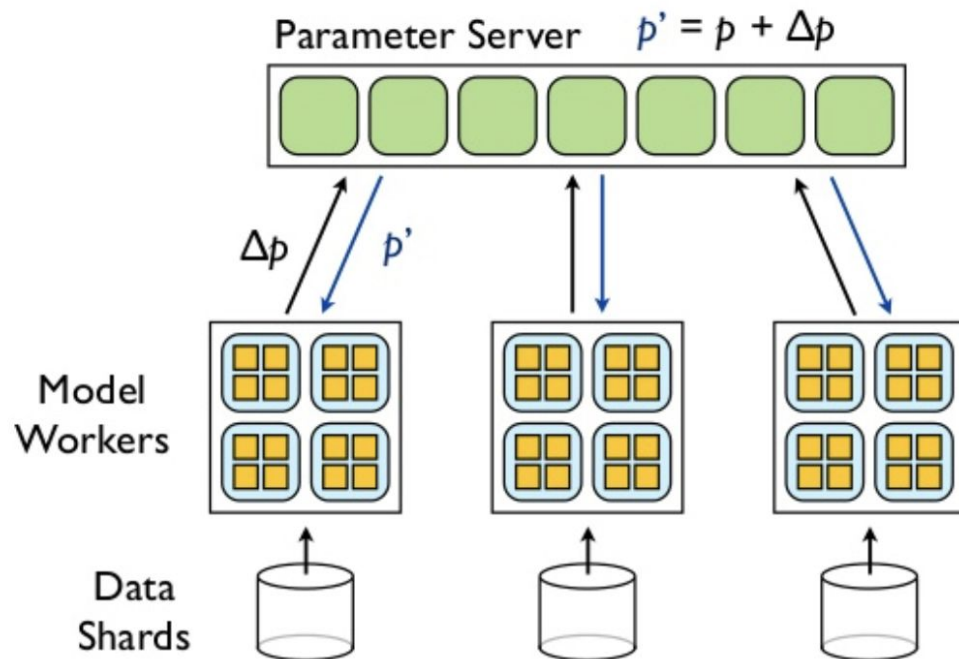 Parameter Server p’ = p + Δp
Δp
p’
Model
Workers
Data
Shards